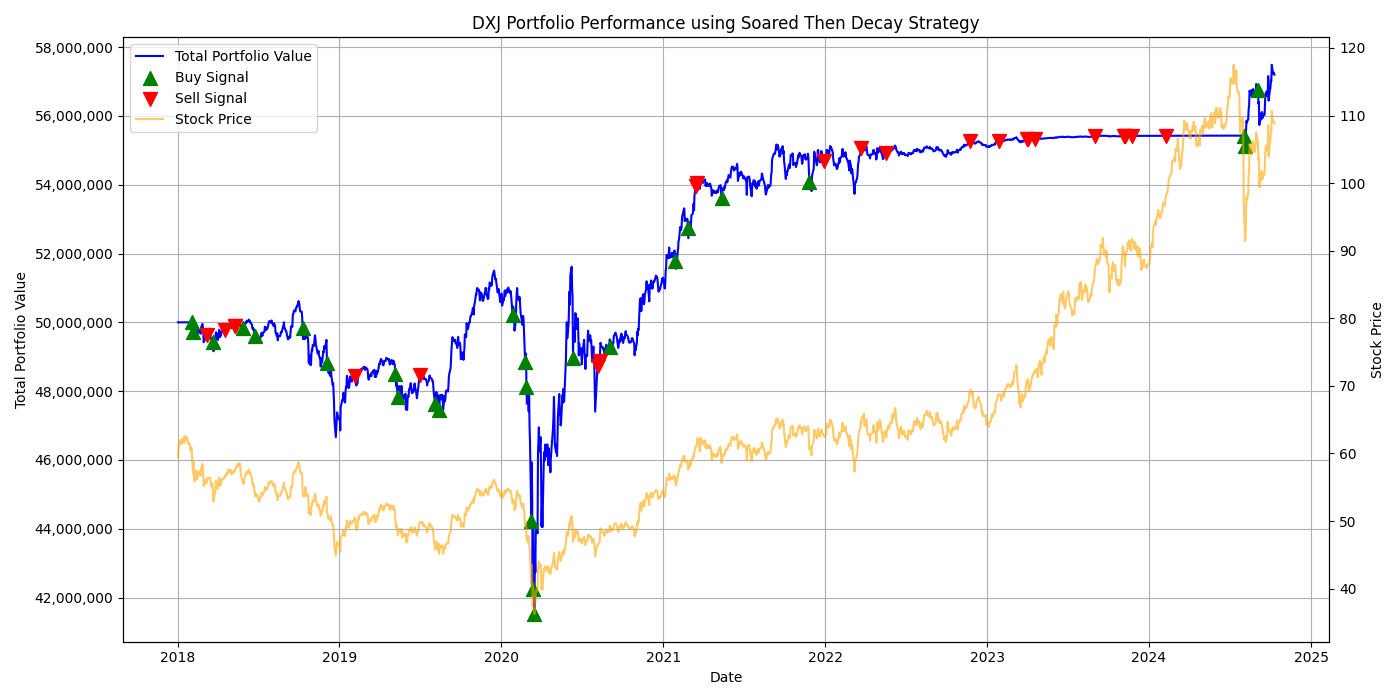 DXJ Portfolio Performance using Soared Then Decay Strategy
Total Portfolio Value
Buy Signal
Sell Signal
Stock Price
58,000,000
56,000,000
54,000,000
52,000,000
50,000,000
48,000,000
46,000,000
44,000,000
42,000,000
Total Portfolio Value
120
110
100
90
80
70
60
50
40
Stock Price
2018 2019 2020 2021 2022 2023 2024 2025
Date